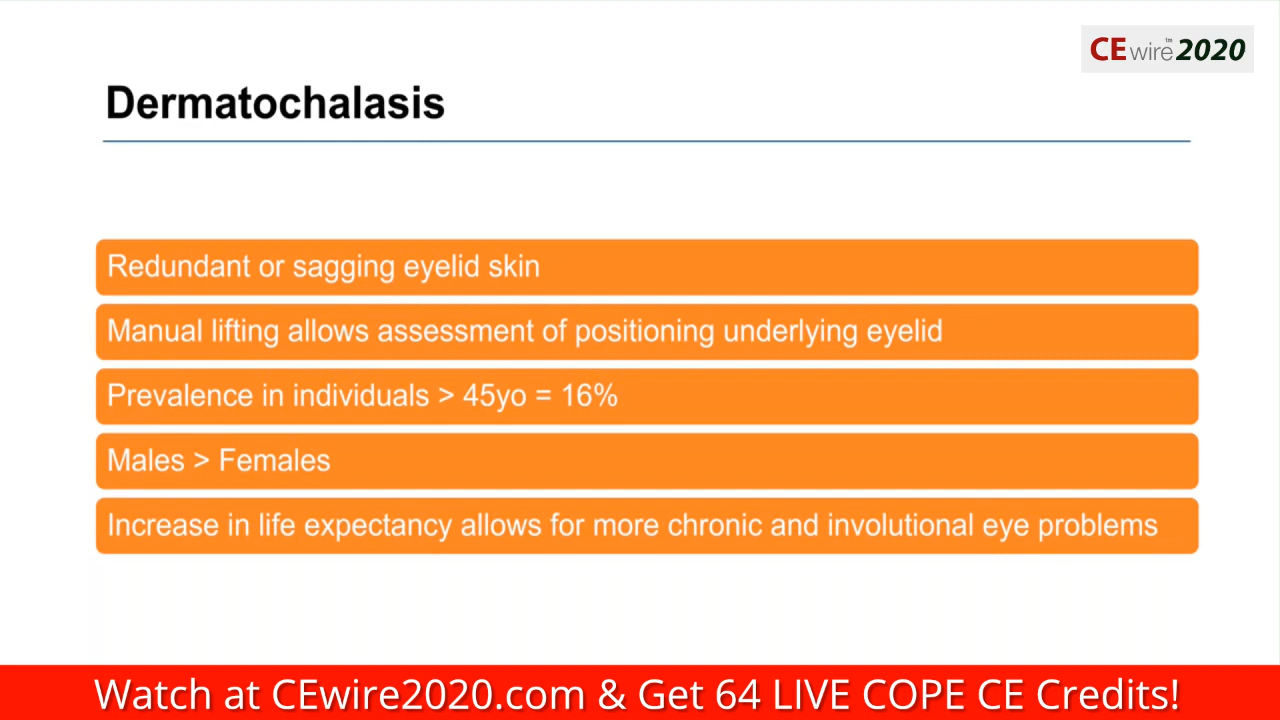 CEwire™2020
Dermatochalasis
Redundant or sagging eyelid skin
Manual lifting allows assessment of positioning underlying eyelid
Prevalence in individuals > 45yo = 16%
Males > Females
Increase in life expectancy allows for more chronic and involutional eye problems
Watch at CEwire2020.com & Get 64 LIVE COPE CE Credits!